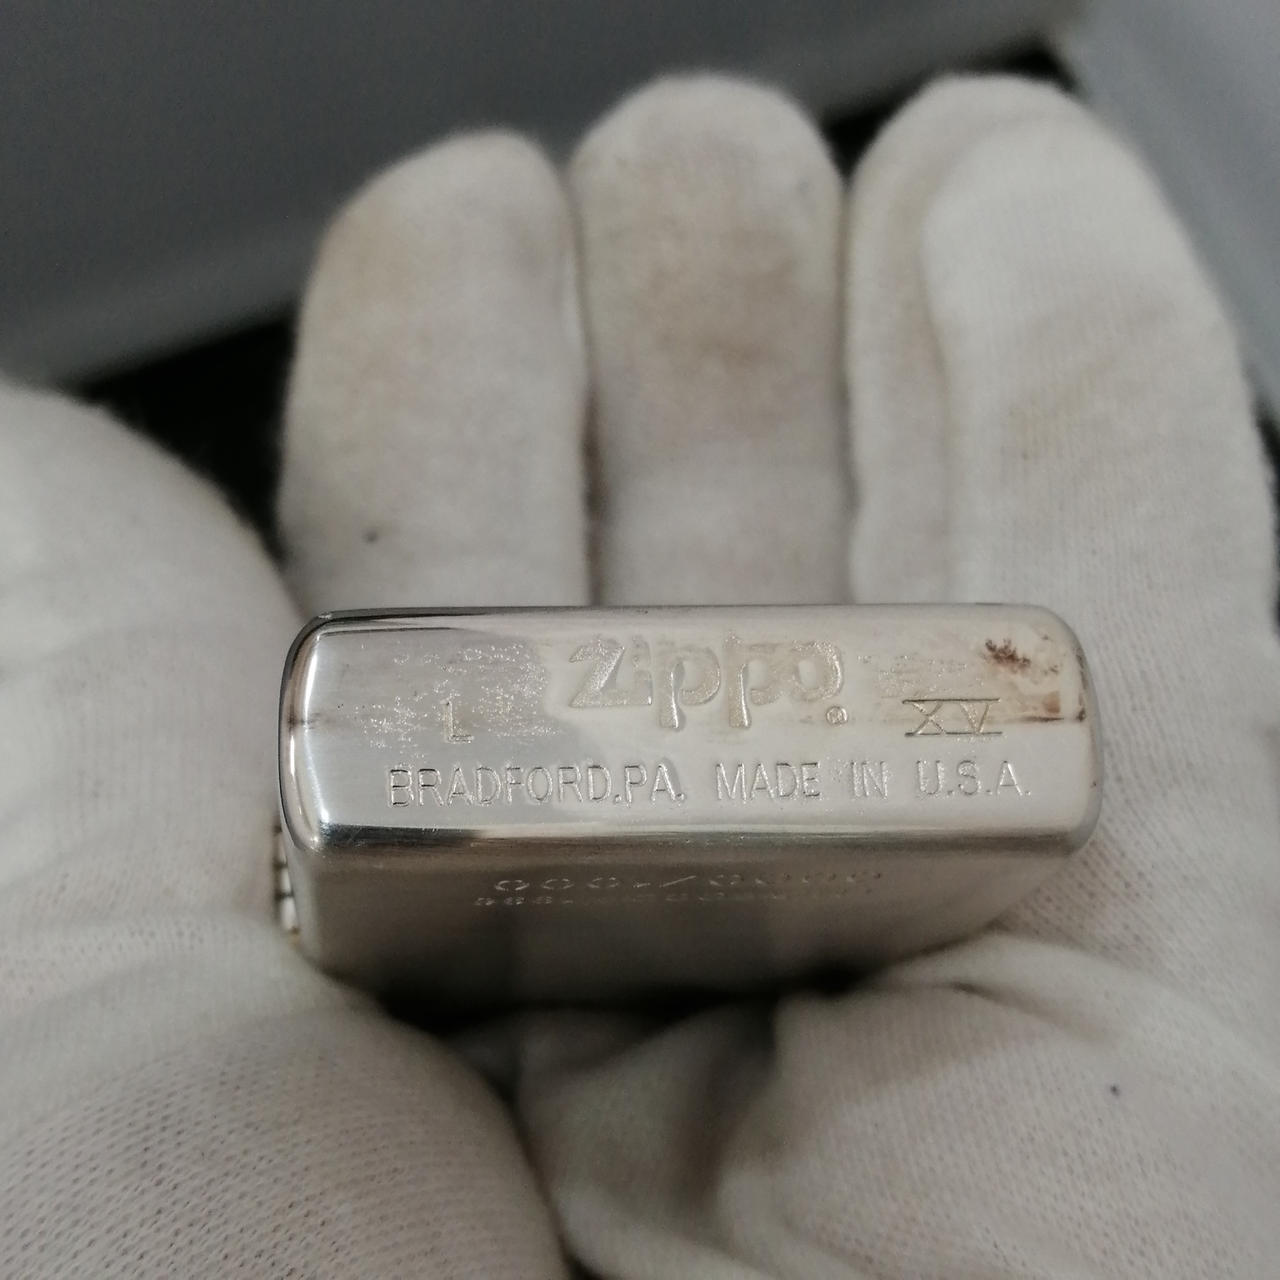 Zippo®
L XV
BRADFORD,PA. MADE IN U.S.A.